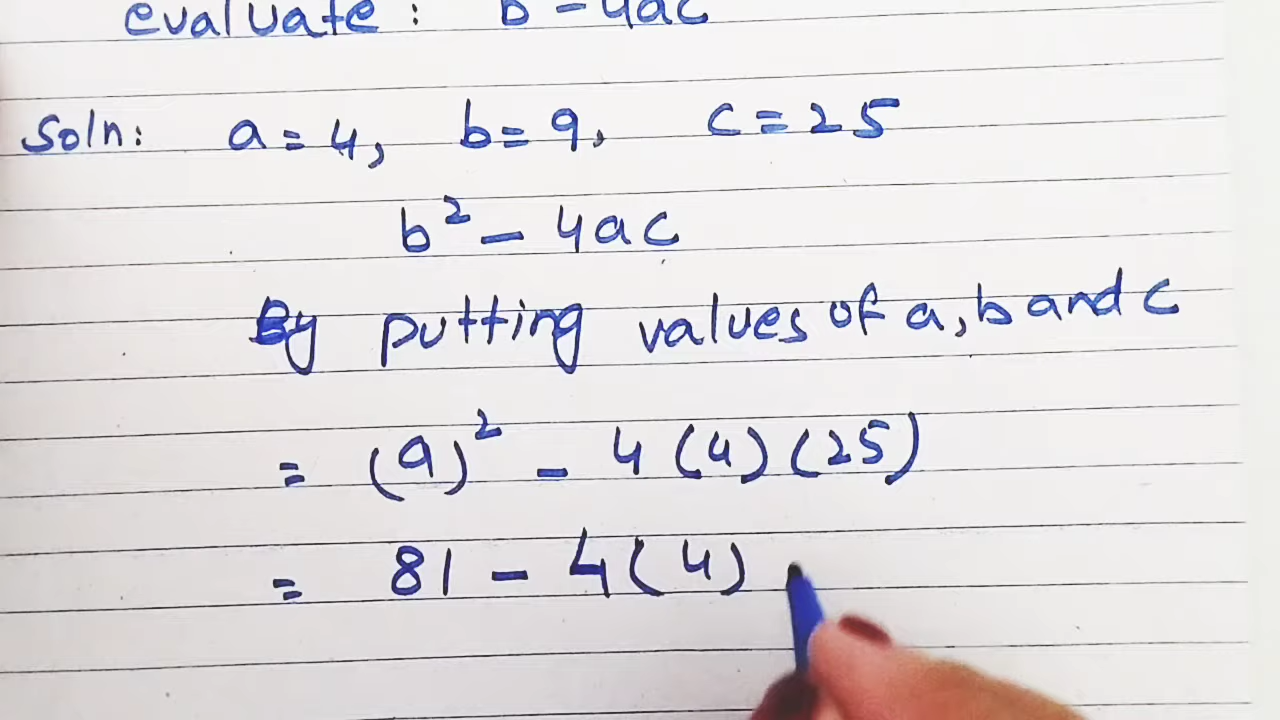 evaluate: b - 4ac
Soln: a = 4, b = 9, c = 25
b² - 4ac
By putting values of a, b and c
= (9)² - 4 (4) (25)
= 81 - 4 (4)